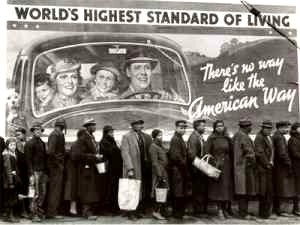 WORLD'S HIGHEST STANDARD OF LIVING
There's no way
like the
American Way